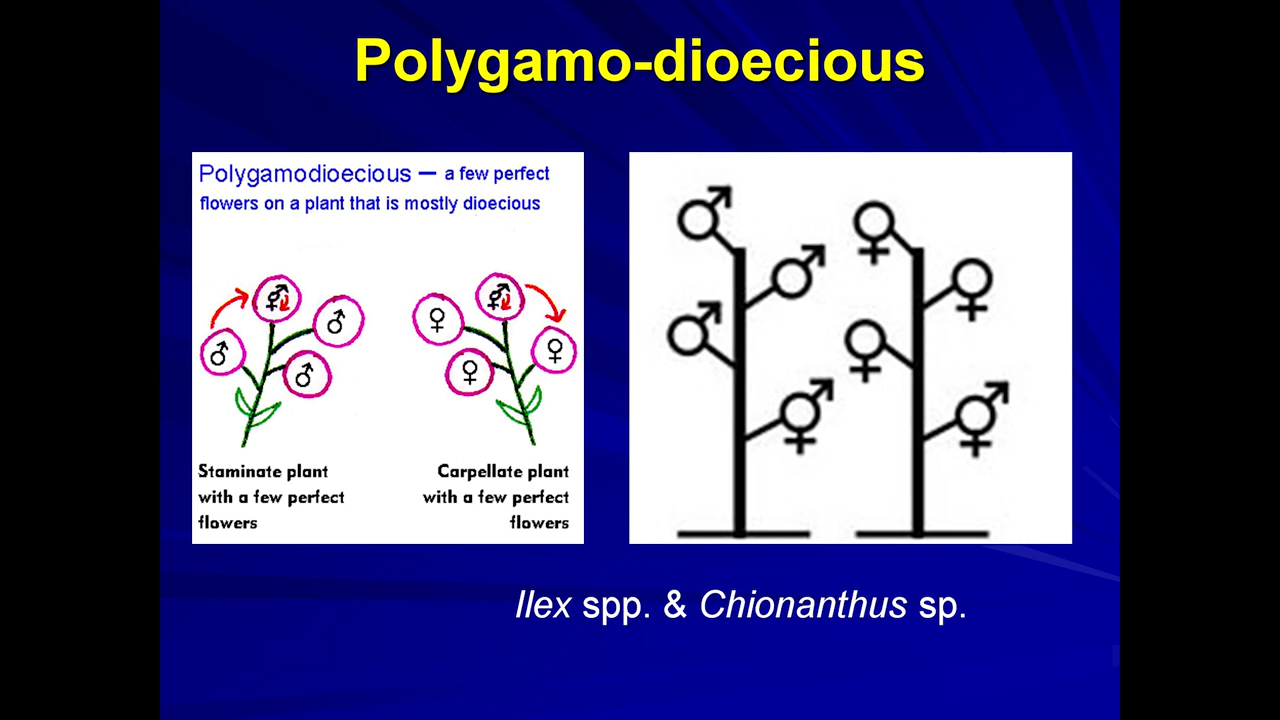 Polygamo-dioecious
Polygamodioecious — a few perfect
flowers on a plant that is mostly dioecious
Staminate plant
with a few perfect
flowers
Carpellate plant
with a few perfect
flowers
Ilex spp. & Chionanthus sp.